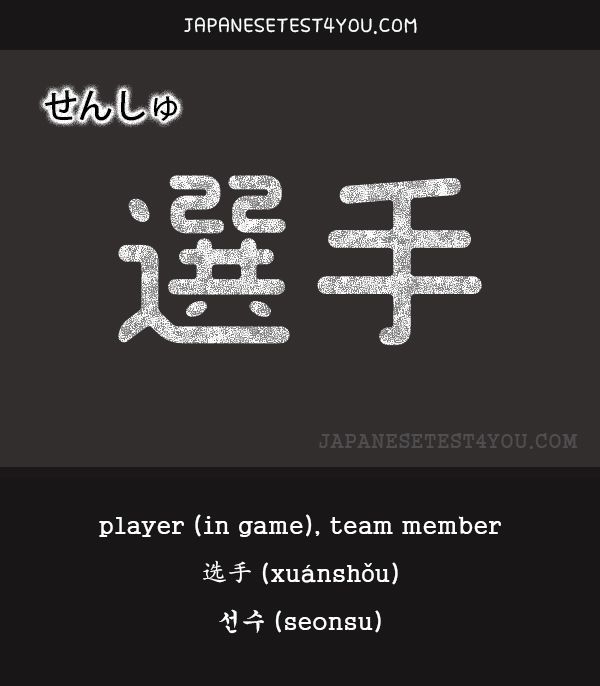 JAPANESETEST4YOU.COM
せんしゅ
選手
JAPANESETEST4YOU.COM
player (in game), team member
选手 (xuánshǒu)
선수 (seonsu)